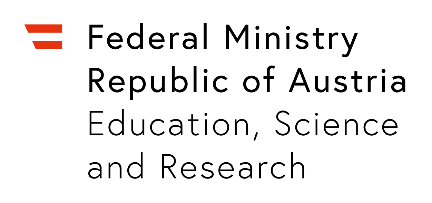 Federal Ministry
Republic of Austria
Education, Science
and Research